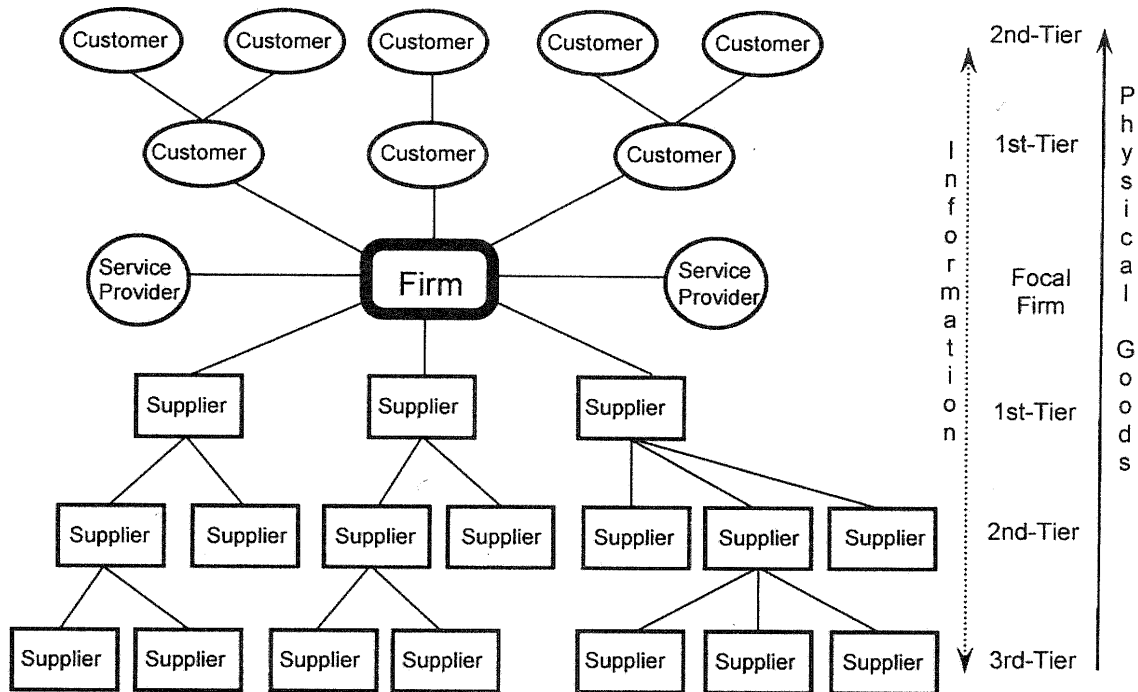 Customer Customer Customer Customer Customer 2nd-Tier
Customer Customer Customer 1st-Tier
Service
Provider
Firm
Service
Provider
Focal
Firm
Information
Physical Goods
Supplier Supplier Supplier 1st-Tier
Supplier Supplier Supplier Supplier Supplier Supplier Supplier 2nd-Tier
Supplier Supplier Supplier Supplier Supplier Supplier Supplier 3rd-Tier